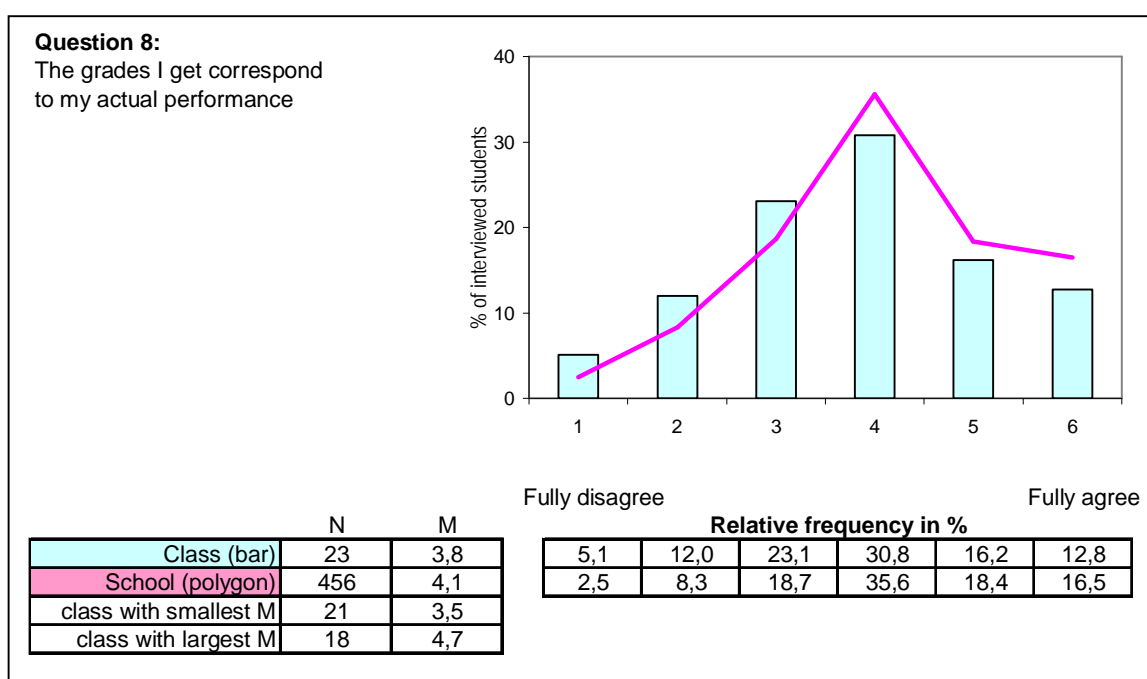 Question 8:
The grades I get correspond
to my actual performance
% of interviewed students
40
30
20
10
0
1 2 3 4 5 6
Fully disagree Fully agree
N M Relative frequency in %
Class (bar) 23 3,8 5,1 12,0 23,1 30,8 16,2 12,8
School (polygon) 456 4,1 2,5 8,3 18,7 35,6 18,4 16,5
class with smallest M 21 3,5
class with largest M 18 4,7